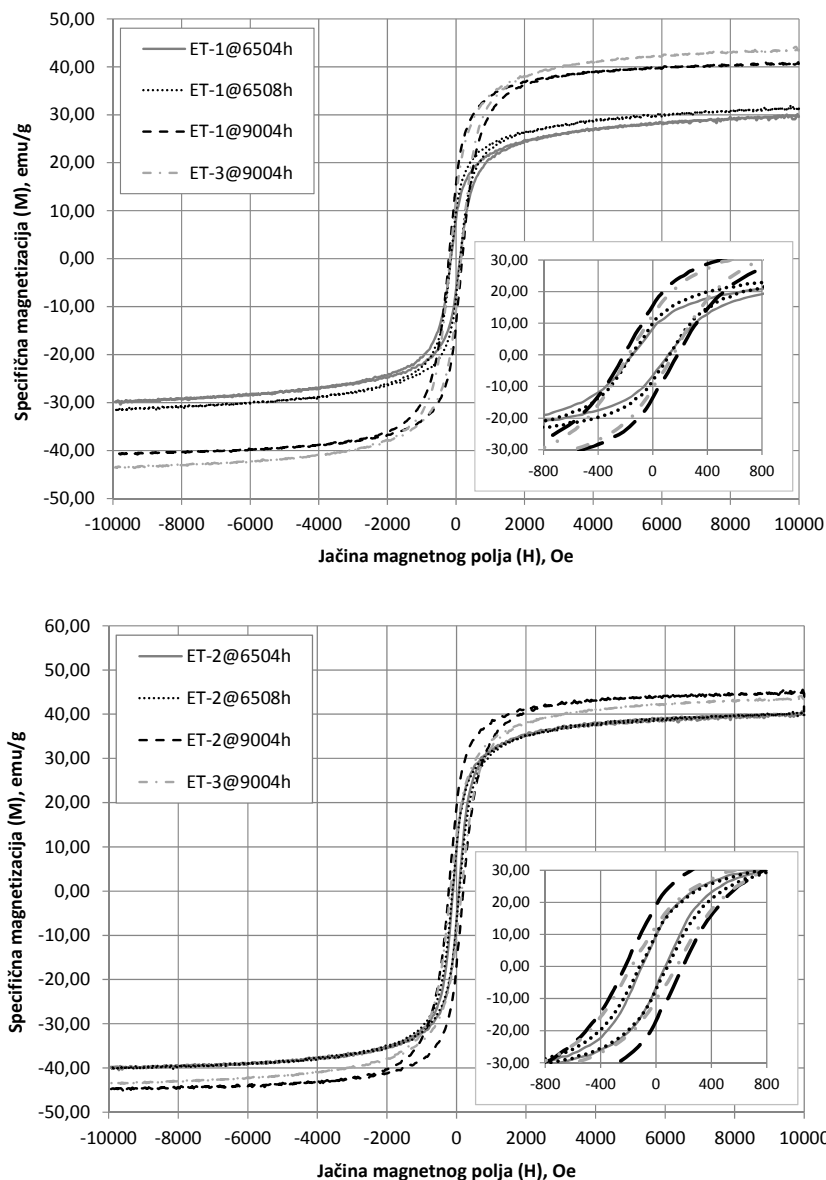 50,00
40,00
30,00
20,00
10,00
0,00
-10,00
-20,00
-30,00
-40,00
-50,00
Specifična magnetizacija (M), emu/g
ET-1@6504h
ET-1@6508h
ET-1@9004h
ET-3@9004h
30,00
20,00
10,00
0,00
-10,00
-20,00
-30,00
-800 -400 0 400 800
-10000 -8000 -6000 -4000 -2000 0 2000 4000 6000 8000 10000
Jačina magnetnog polja (H), Oe
60,00
50,00
40,00
30,00
20,00
10,00
0,00
-10,00
-20,00
-30,00
-40,00
-50,00
Specifična magnetizacija (M), emu/g
ET-2@6504h
ET-2@6508h
ET-2@9004h
ET-3@9004h
30,00
20,00
10,00
0,00
-10,00
-20,00
-30,00
-800 -400 0 400 800
-10000 -8000 -6000 -4000 -2000 0 2000 4000 6000 8000 10000
Jačina magnetnog polja (H), Oe